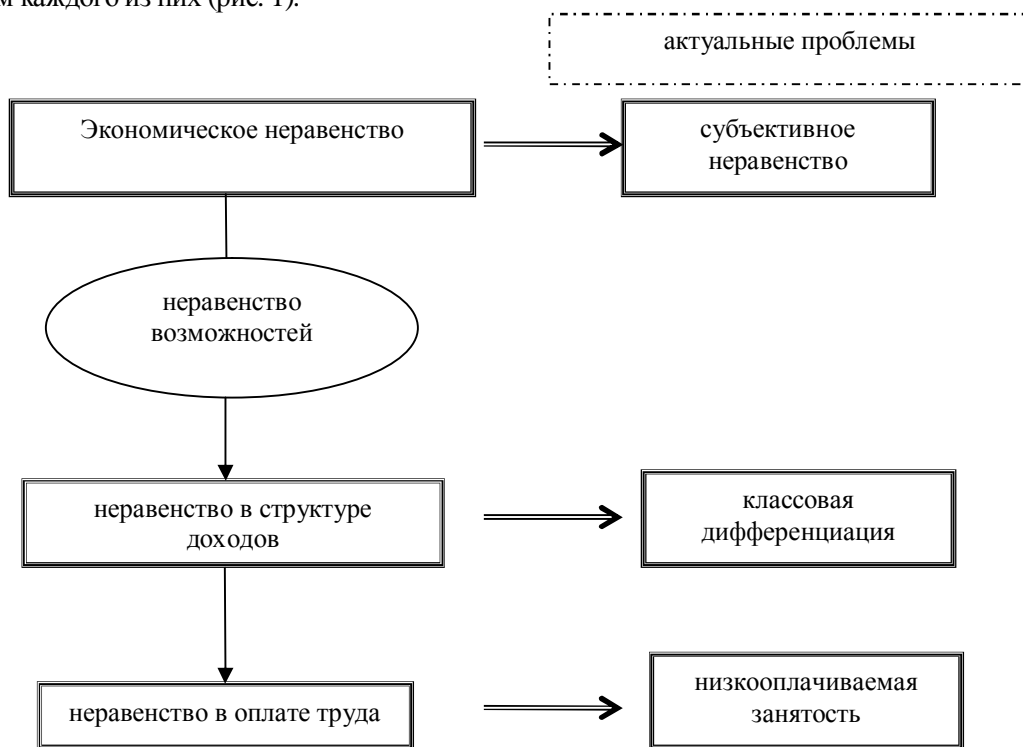 м каждого из них (рис. 1).
актуальные проблемы
Экономическое неравенство
субъективное
неравенство
неравенство
возможностей
неравенство в структуре
доходов
классовая
дифференциация
неравенство в оплате труда
низкооплачиваемая
занятость